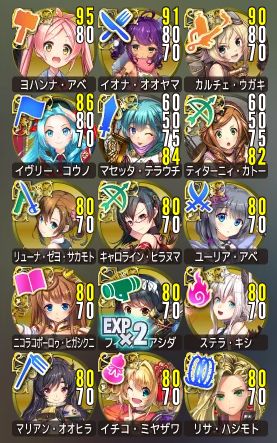 95
80
91
80
70
90
80
70
ヨハンナ・アベ
イオナ・オオヤマ
カルチェ・ウガキ
86
80
80
70
60
50
75
84
60
50
75
82
イヴリー・コウノ
マセッタ・テラウチ
ティターニィ・カトー
80
70
80
70
80
70
リューナ・ゼヨ・サカモト
キャロライン・ヒラヌマ
ユーリア・アベ
80
70
80
70
80
70
EXP
×2
ニコラコボーロゥ・ヒガシクニ
アシダ
ステラ・キシ
80
70
80
70
80
70
マリアン・オオヒラ
イチコ・ミヤザワ
リサ・ハシモト